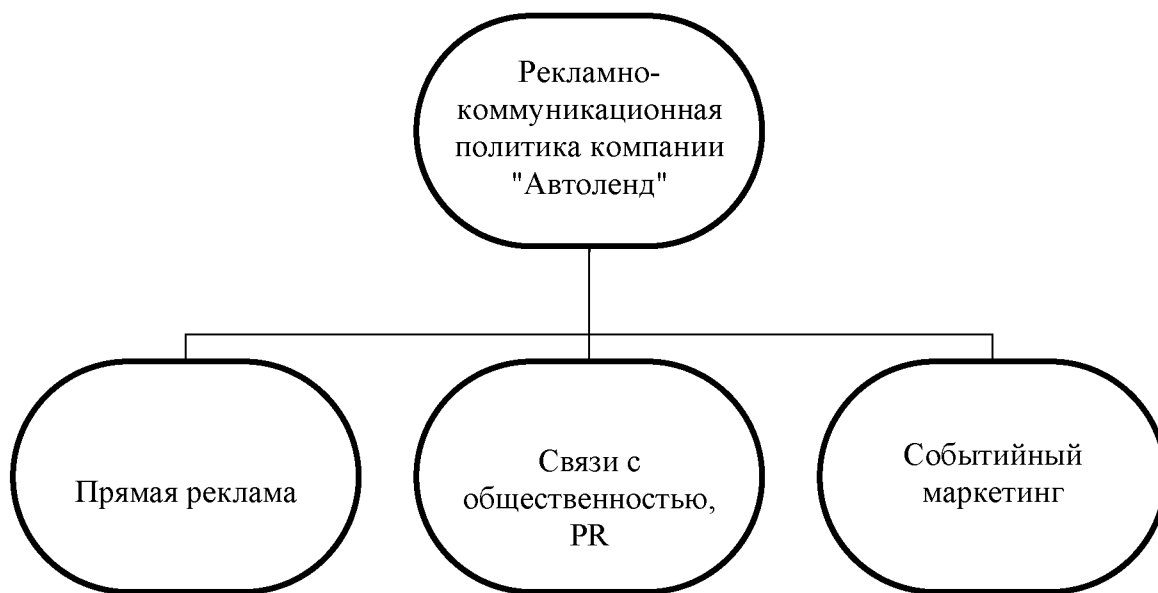 Рекламно-
коммуникационная
политика компании
"Автоленд"
Прямая реклама
Связи с
общественностью,
PR
Событийный
маркетинг